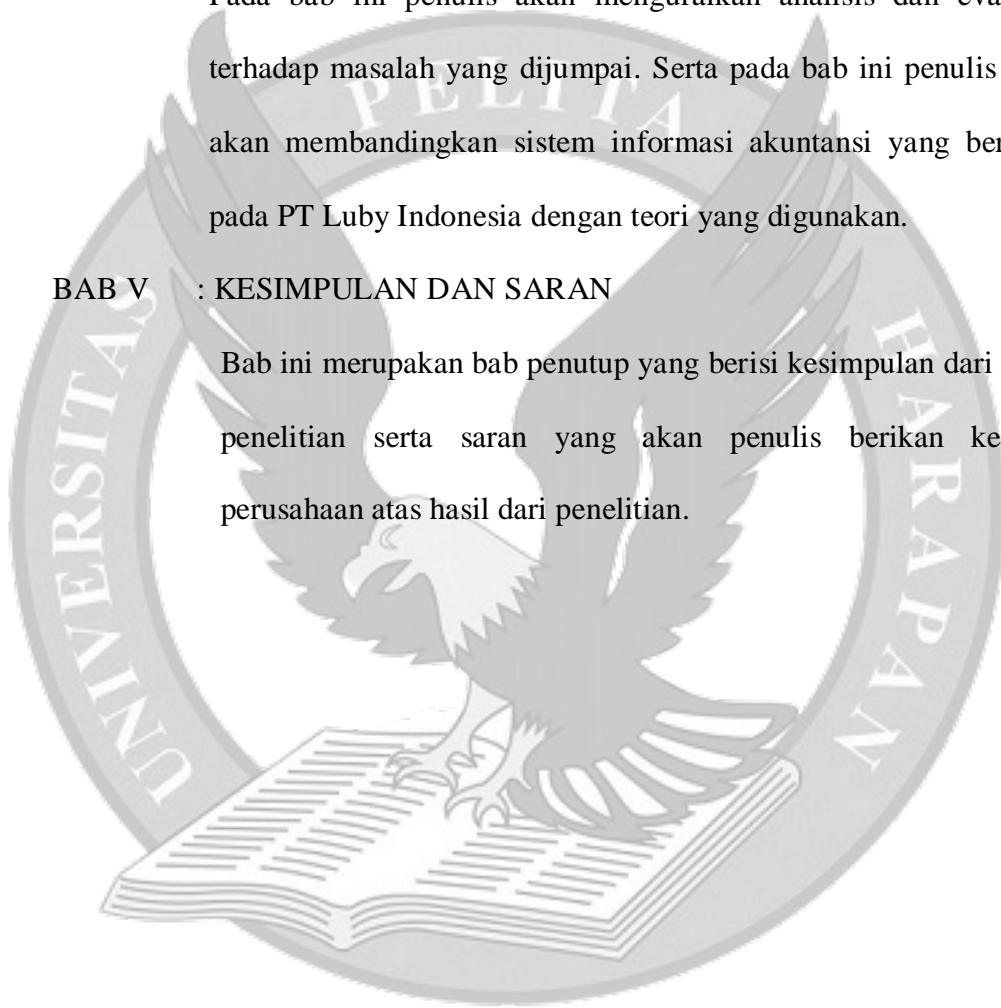 Pada bab ini penulis akan menguraikan analisis dan
terhadap masalah yang dijumpai. Serta pada bab ini penulis
akan membandingkan sistem informasi akuntansi yang
pada PT Luby Indonesia dengan teori yang digunakan.
BAB V : KESIMPULAN DAN SARAN
Bab ini merupakan bab penutup yang berisi kesimpulan dari
penelitian serta saran yang akan penulis berikan
perusahaan atas hasil dari penelitian.
UNIVERSITAS PELITA HARAPAN